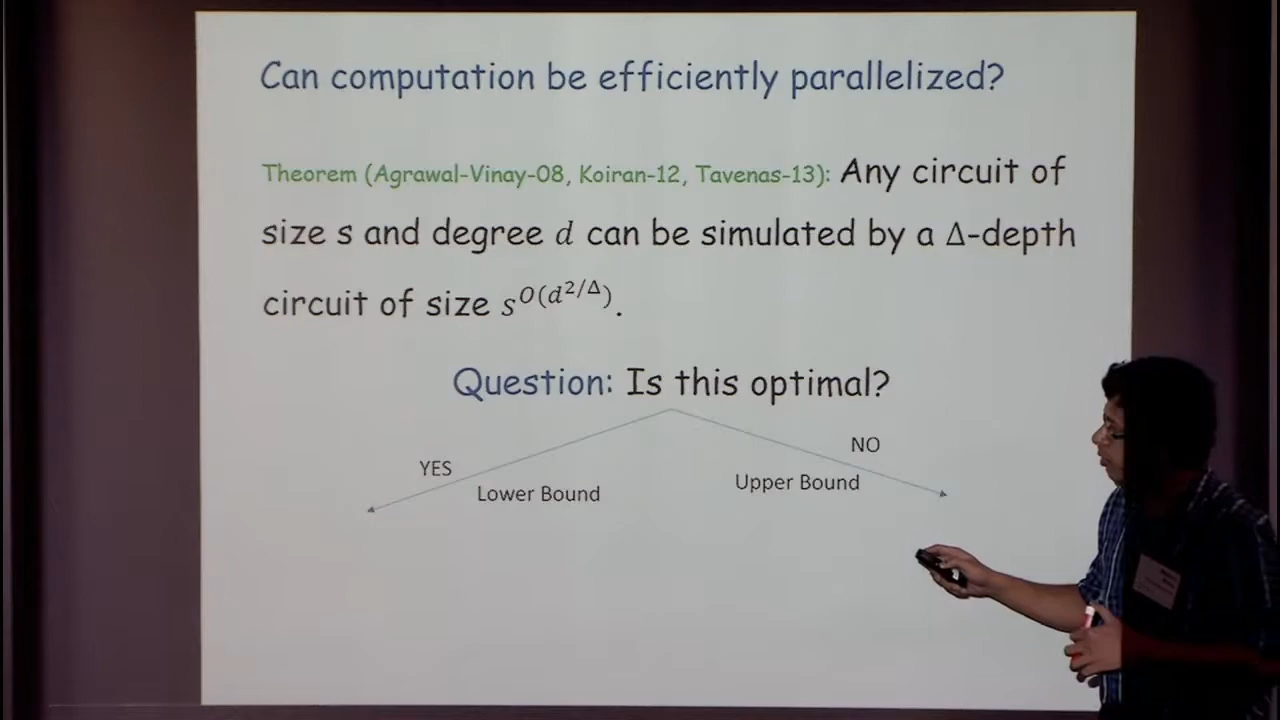 Can computation be efficiently parallelized?
Theorem (Agrawal-Vinay-08, Koiran-12, Tavenas-13): Any circuit of
size s and degree d can be simulated by a Δ-depth
circuit of size s^{O(d^{2/Δ})}.
Question: Is this optimal?
NO
YES
Upper Bound
Lower Bound